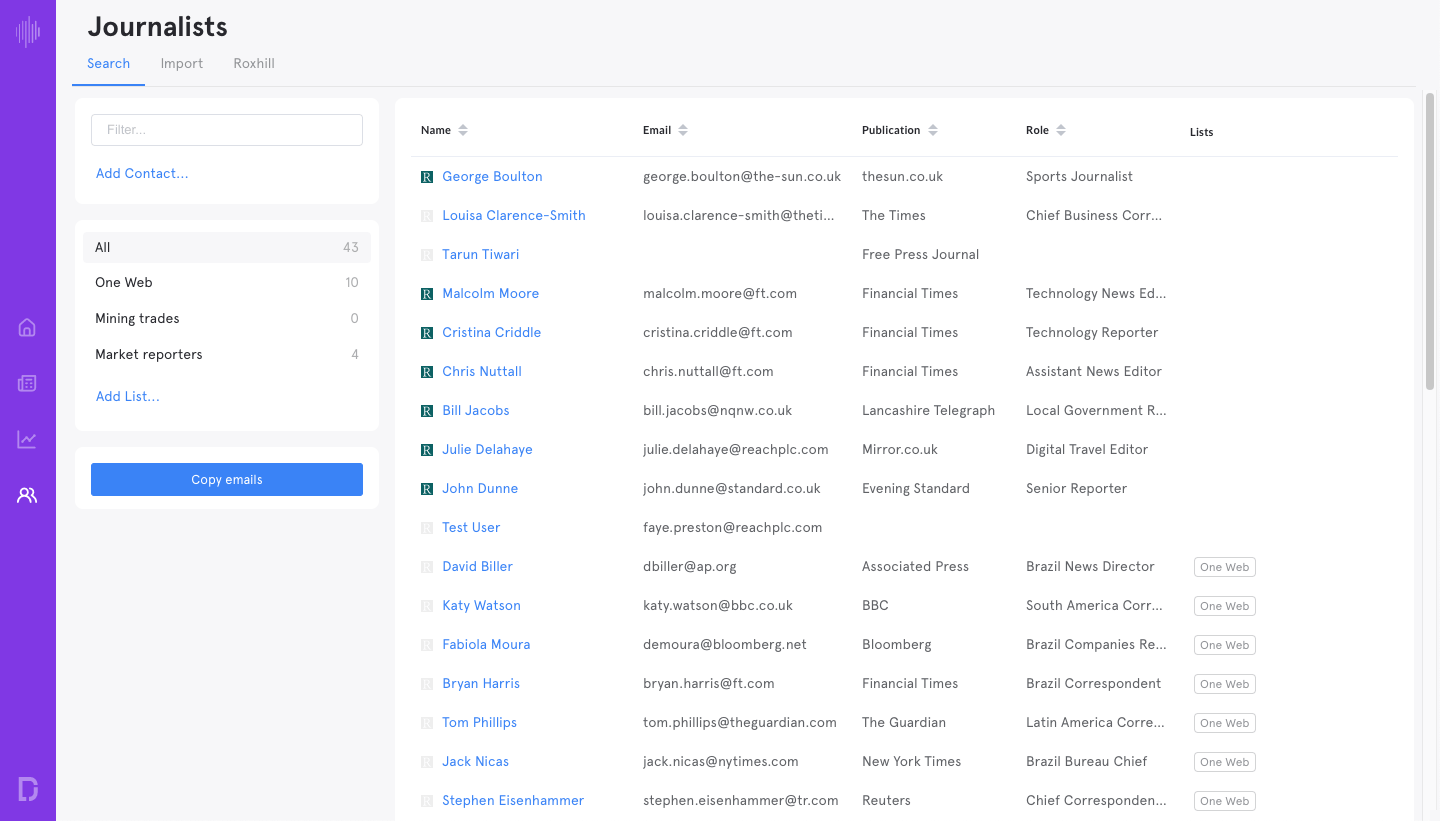 Journalists
Search Import Roxhill
Filter...
Add Contact...
All 43
One Web 10
Mining trades 0
Market reporters 4
Add List...
Copy emails
Name Email Publication Role Lists
R George Boulton george.boulton@the-sun.co.uk thesun.co.uk Sports Journalist
R Louisa Clarence-Smith louisa.clarence-smith@theti... The Times Chief Business Corr...
R Tarun Tiwari Free Press Journal
R Malcolm Moore malcolm.moore@ft.com Financial Times Technology News Ed...
R Cristina Criddle cristina.criddle@ft.com Financial Times Technology Reporter
R Chris Nuttall chris.nuttall@ft.com Financial Times Assistant News Editor
R Bill Jacobs bill.jacobs@nqnw.co.uk Lancashire Telegraph Local Government R...
R Julie Delahaye julie.delahaye@reachplc.com Mirror.co.uk Digital Travel Editor
R John Dunne john.dunne@standard.co.uk Evening Standard Senior Reporter
R Test User faye.preston@reachplc.com
R David Biller dbiller@ap.org Associated Press Brazil News Director One Web
R Katy Watson katy.watson@bbc.co.uk BBC South America Corr... One Web
R Fabiola Moura demoura@bloomberg.net Bloomberg Brazil Companies Re... One Web
R Bryan Harris bryan.harris@ft.com Financial Times Brazil Correspondent One Web
R Tom Phillips tom.phillips@theguardian.com The Guardian Latin America Corre... One Web
R Jack Nicas jack.nicas@nytimes.com New York Times Brazil Bureau Chief One Web
R Stephen Eisenhammer stephen.eisenhammer@tr.com Reuters Chief Corresponden... One Web